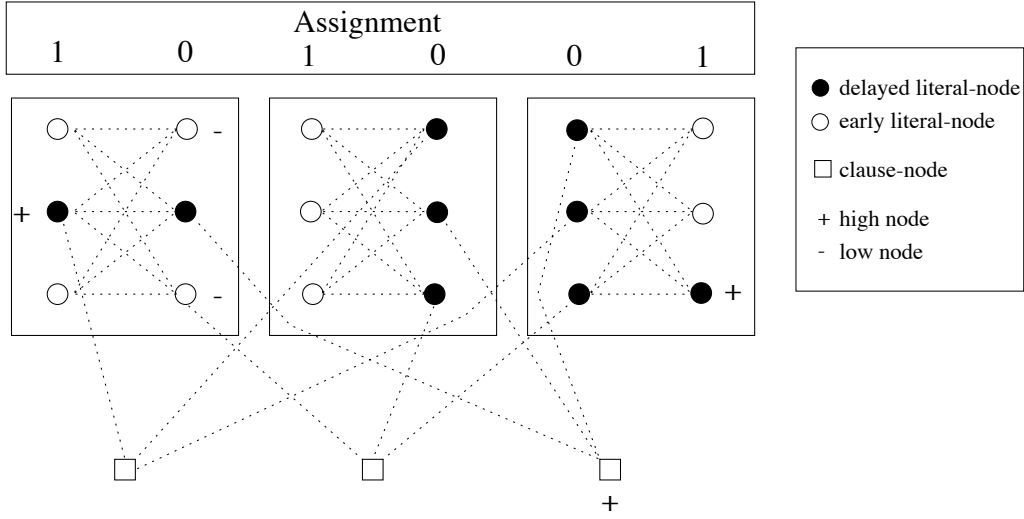 Assignment
1 0 1 0 0 1
delayed literal-node
early literal-node
clause-node
+ high node
- low node
-
+
-
+
+